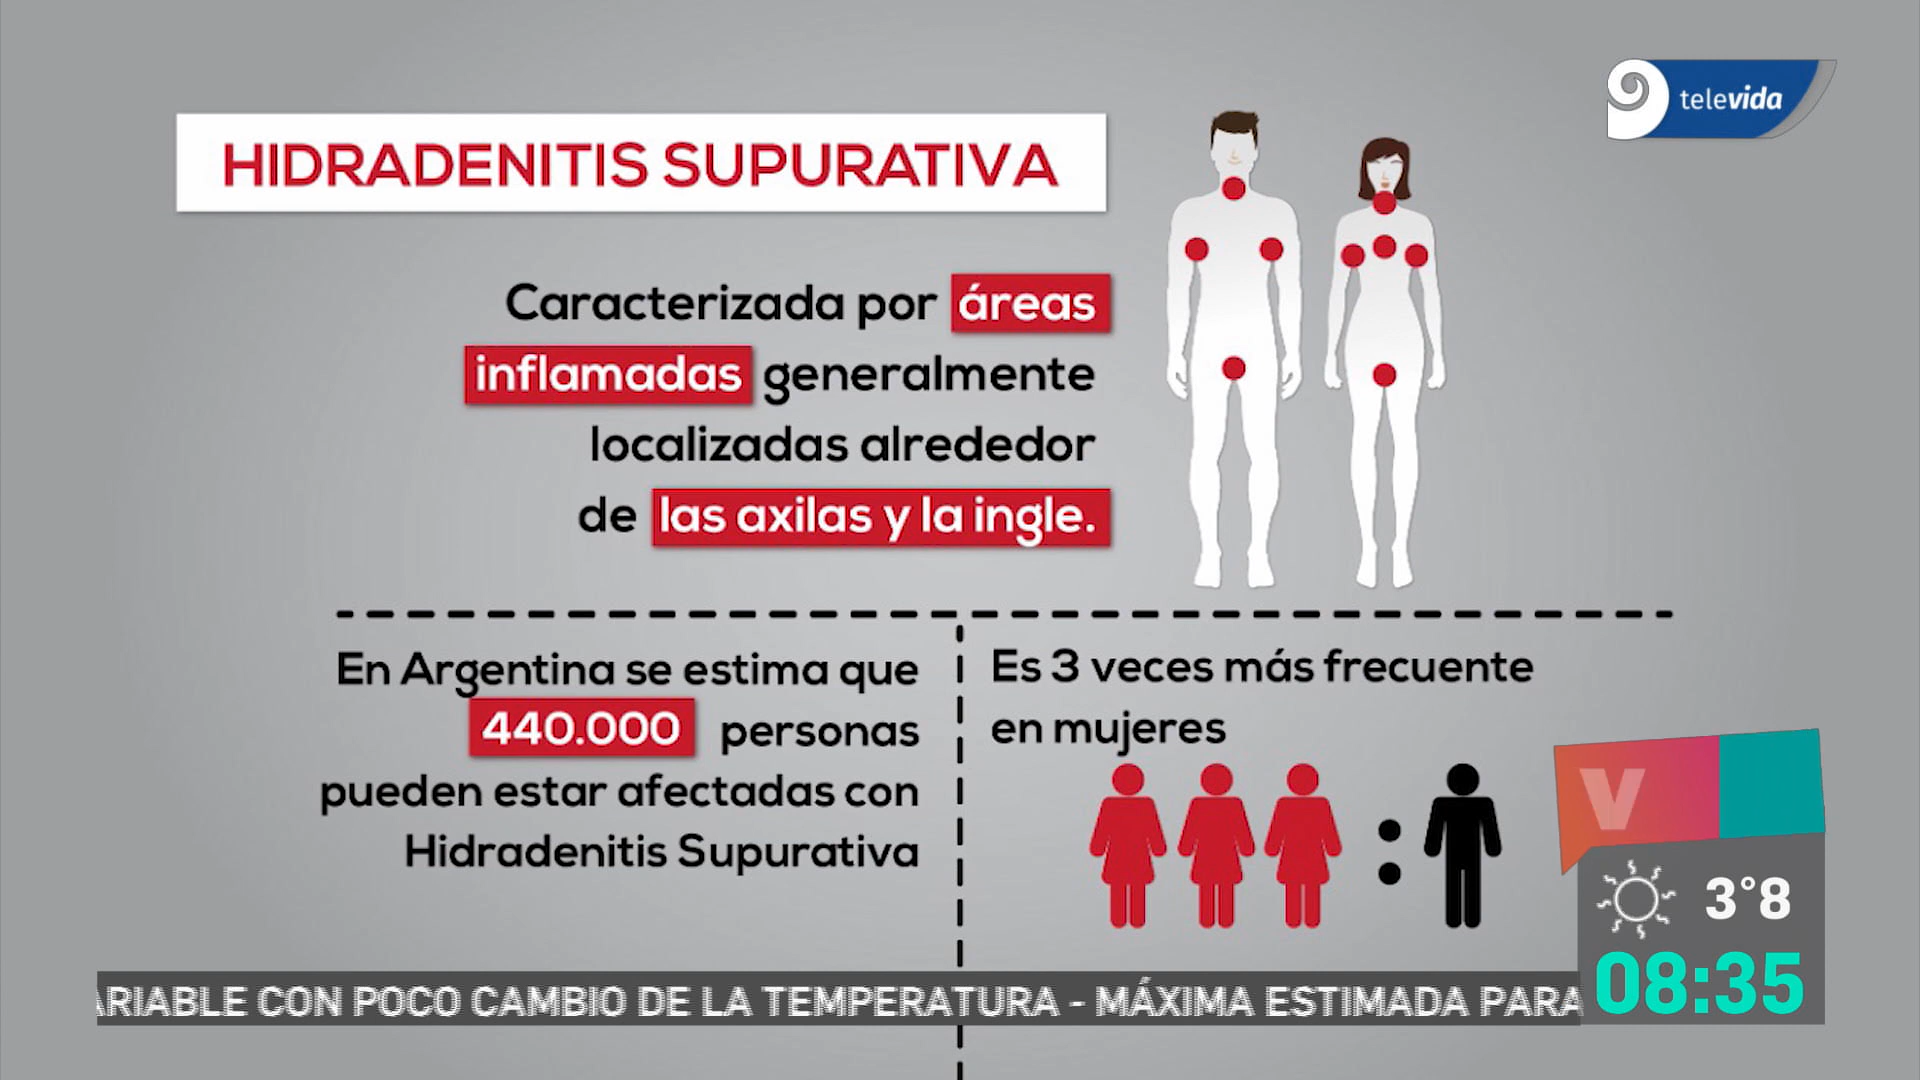 televida
HIDRADENITIS SUPURATIVA
Caracterizada por áreas
inflamadas generalmente
localizadas alrededor
de las axilas y la ingle.
En Argentina se estima que
440.000 personas
pueden estar afectadas con
Hidradenitis Supurativa
Es 3 veces más frecuente
en mujeres
:
V
3°8
08:35
ARIABLE CON POCO CAMBIO DE LA TEMPERATURA - MÁXIMA ESTIMADA PARA